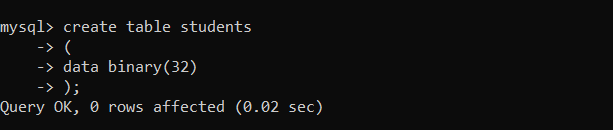 mysql> create table students
-> (
-> data binary(32)
-> );
Query OK, 0 rows affected (0.02 sec)